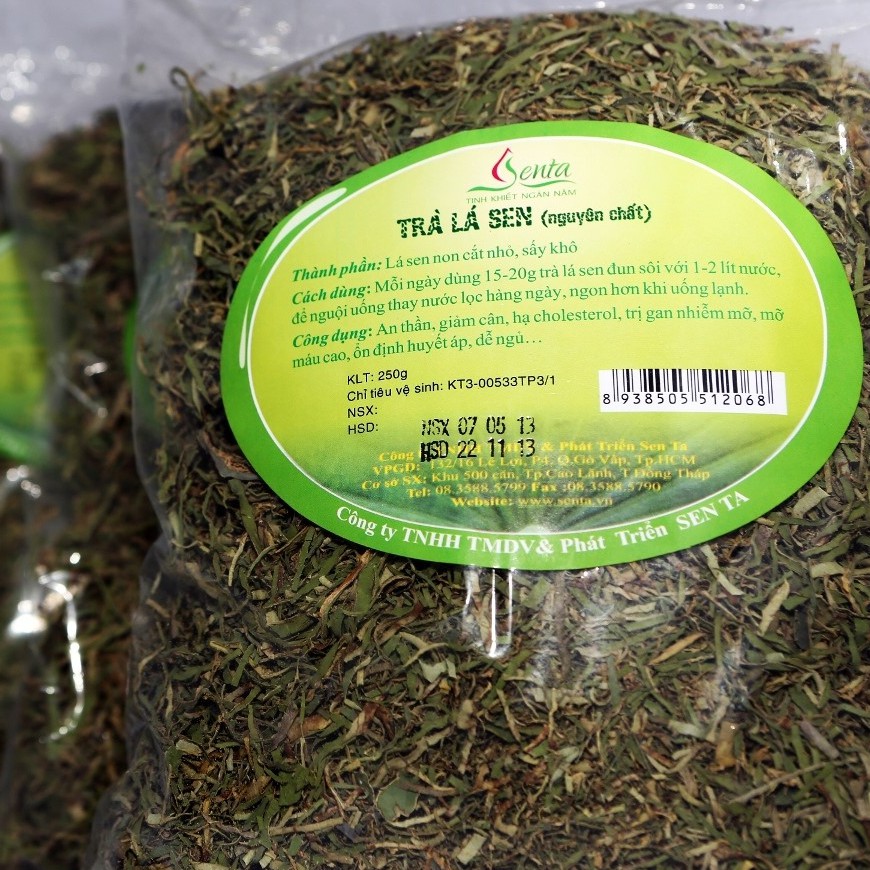 Senta
TINH KHIẾT NGÀN NĂM
TRÀ LÁ SEN (nguyên chất)
Thành phần: Lá sen non cắt nhỏ, sấy khô
Cách dùng: Mỗi ngày dùng 15-20g trà lá sen đun sôi với 1-2 lít nước,
để nguội uống thay nước lọc hàng ngày, ngon hơn khi uống lạnh.
Công dụng: An thần, giảm cân, hạ cholesterol, trị gan nhiễm mỡ, mỡ
máu cao, ổn định huyết áp, dễ ngủ...
KLT: 250g
Chỉ tiêu vệ sinh: KT3-00533TP3/1
NSX:
HSD:
NSX 07 05 13
HSD 22 11 13
8 938505 512068
Công & Phát Triển Sen Ta
VPGD: 132/16 Lê Lợi, P4, Q.Gò Vấp, Tp.HCM
Cơ sở SX: Khu 500 căn, Tp.Cao Lãnh, T.Đồng Tháp
Tel: 08.3588.5799 Fax :08.3588.5790
Website: www.senta.vn
Công ty TNHH TMDV& Phát Triển SEN TA